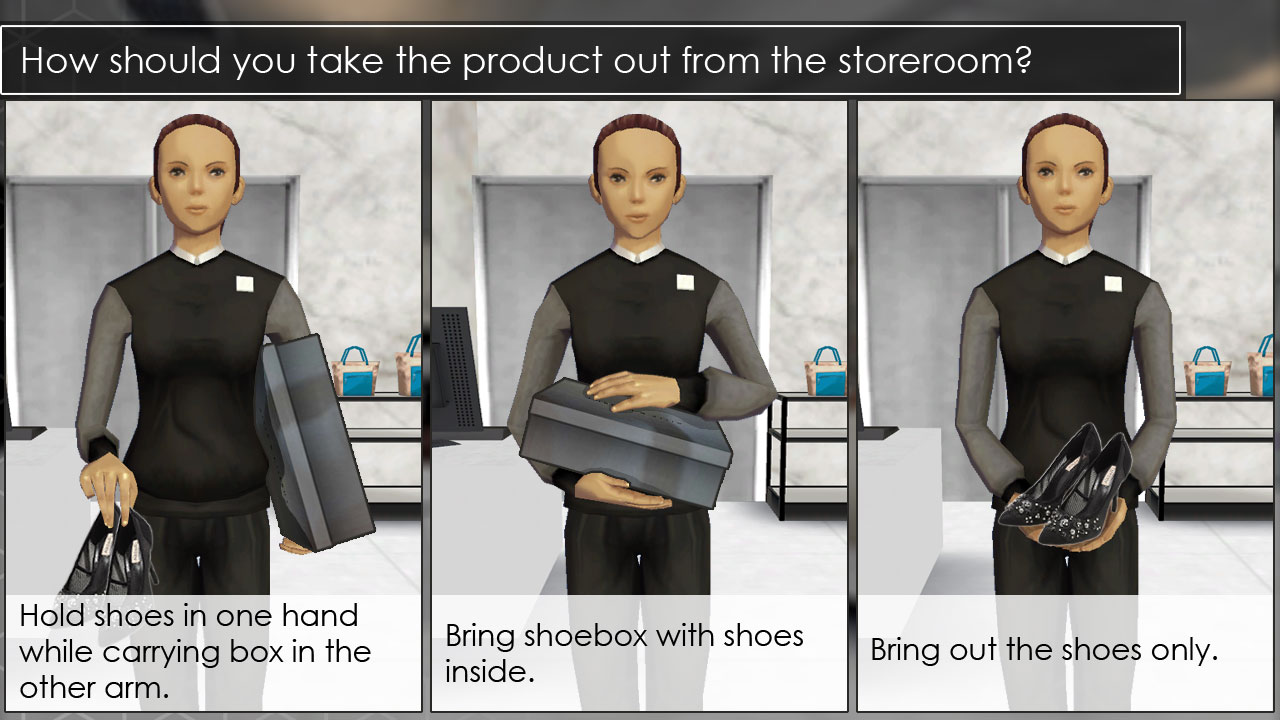 How should you take the product out from the storeroom?
Hold shoes in one hand
while carrying box in the
other arm.
Bring shoebox with shoes
inside.
Bring out the shoes only.